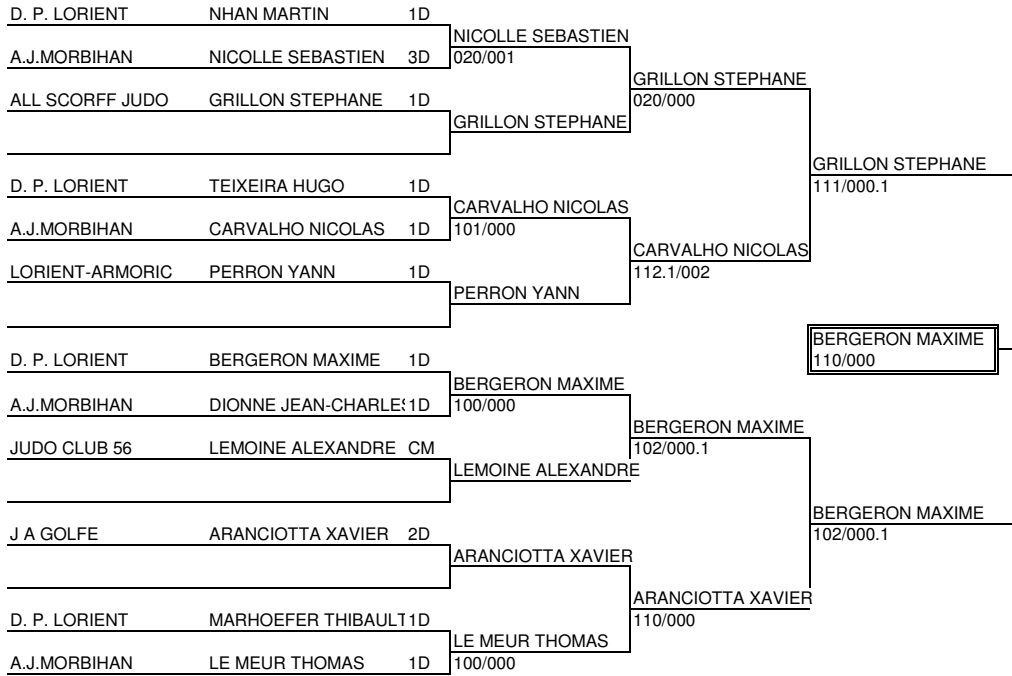 D. P. LORIENT NHAN MARTIN 1D
NICOLLE SEBASTIEN
A.J.MORBIHAN NICOLLE SEBASTIEN 3D 020/001
GRILLON STEPHANE
ALL SCORFF JUDO GRILLON STEPHANE 1D 020/000
GRILLON STEPHANE
GRILLON STEPHANE
D. P. LORIENT TEIXEIRA HUGO 1D 111/000.1
CARVALHO NICOLAS
A.J.MORBIHAN CARVALHO NICOLAS 1D 101/000
CARVALHO NICOLAS
LORIENT-ARMORIC PERRON YANN 1D 112.1/002
PERRON YANN
BERGERON MAXIME
D. P. LORIENT BERGERON MAXIME 1D 110/000
BERGERON MAXIME
A.J.MORBIHAN DIONNE JEAN-CHARLES 1D 100/000
BERGERON MAXIME
JUDO CLUB 56 LEMOINE ALEXANDRE CM 102/000.1
LEMOINE ALEXANDRE
BERGERON MAXIME
J A GOLFE ARANCIOTTA XAVIER 2D 102/000.1
ARANCIOTTA XAVIER
ARANCIOTTA XAVIER
D. P. LORIENT MARHOEFER THIBAULT 1D 110/000
LE MEUR THOMAS
A.J.MORBIHAN LE MEUR THOMAS 1D 100/000